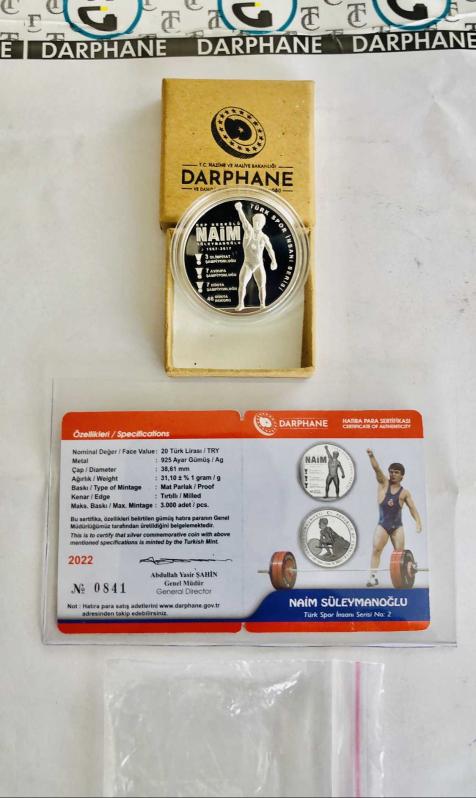 DARPHANE
DARPHANE
T.C. HAZİNE VE MALİYE BAKANLIĞI
DARPHANE
TÜRK SPOR İNSANI SERİSİ
CEP HERKÜLÜ
NAİM
SÜLEYMANOĞLU
1967-2017
3 OLİMPİYAT
ŞAMPİYONLUĞU
7 AVRUPA
ŞAMPİYONLUĞU
7 DÜNYA
ŞAMPİYONLUĞU
46 DÜNYA
REKORU
Özellikleri / Specifications
Nominal Değer / Face Value : 20 Türk Lirası / TRY
Metal : 925 Ayar Gümüş / Ag
Çap / Diameter : 38,61 mm
Ağırlık / Weight : 31,10 ± % 1 gram / g
Baskı / Type of Mintage : Mat Parlak / Proof
Kenar / Edge : Tırtıllı / Milled
Maks. Baskı / Max. Mintage : 3.000 adet / pcs.
Bu sertifika, özellikleri belirtilen gümüş hatıra paranın Genel
Müdürlüğümüz tarafından üretildiğini belgelemektedir.
This is to certify that silver commemorative coin with above
mentioned specifications is minted by the Turkish Mint.
2022
№ 0841
Abdullah Yasir ŞAHİN
Genel Müdür
General Director
Not : Hatıra para satış adetlerini www.darphane.gov.tr
adresinden takip edebilirsiniz.
DARPHANE
HATIRA PARA SERTİFİKASI
CERTIFICATE OF AUTHENTICITY
NAİM
NAİM SÜLEYMANOĞLU
Türk Spor İnsanı Serisi No: 2